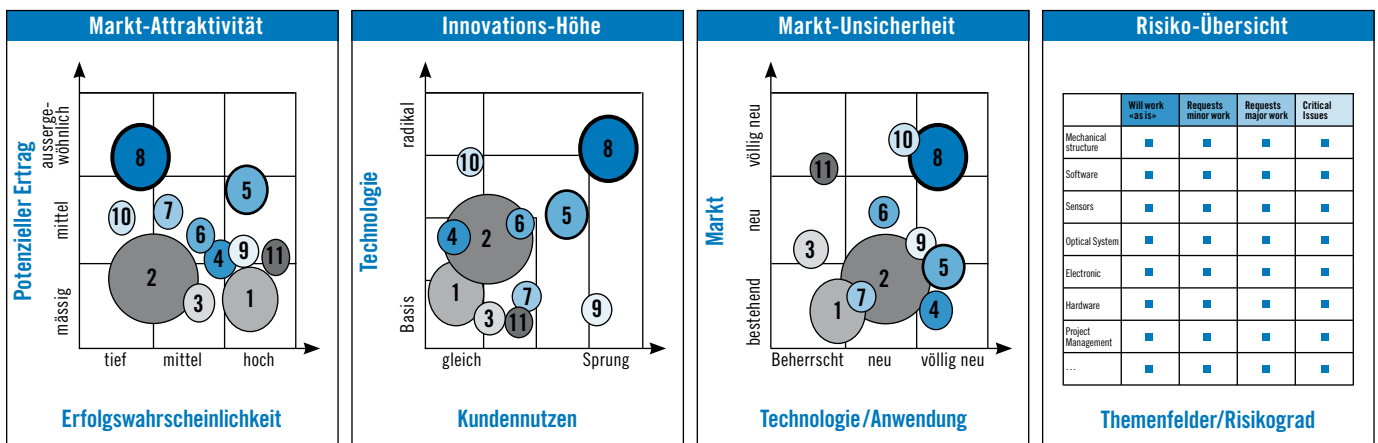 Markt-Attraktivität
Potenzieller Ertrag
ausserge-
wöhnlich
mittel
mässig
8
5
10
7
6
4
9
11
2
3
1
tief mittel hoch
Erfolgswahrscheinlichkeit
Innovations-Höhe
Technologie
radikal
Basis
8
10
5
6
4
2
1
7
9
3
11
gleich Sprung
Kundennutzen
Markt-Unsicherheit
Markt
völlig neu
neu
bestehend
10
8
11
6
3
9
5
2
7
1
4
Beherrscht neu völlig neu
Technologie/Anwendung
Risiko-Übersicht
Will work «as is» Requests minor work Requests major work Critical Issues
Mechanical
structure
Software
Sensors
Optical System
Electronic
Hardware
Project
Management
...
Themenfelder/Risikograd